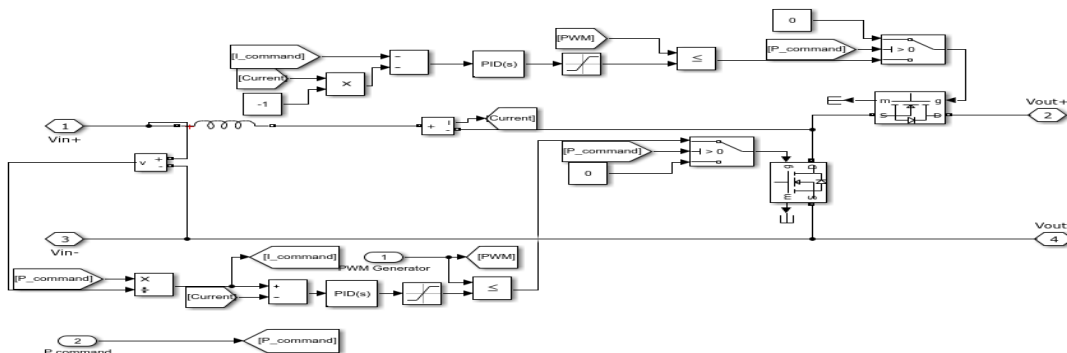 0
[PWM]
[I_command]
[P_command]
> 0
[Current]
PID(s)
≤
×
-1
m
g
S
D
Vout+
2
1
Vin+
+
-
i
[Current]
[P_command]
> 0
0
g
D
m
S
v
+
-
3
Vin-
Vout
4
[I_command]
1
PWM Generator
[PWM]
[P_command]
×
÷
[Current]
+
-
PID(s)
≤
2
P command
[P_command]